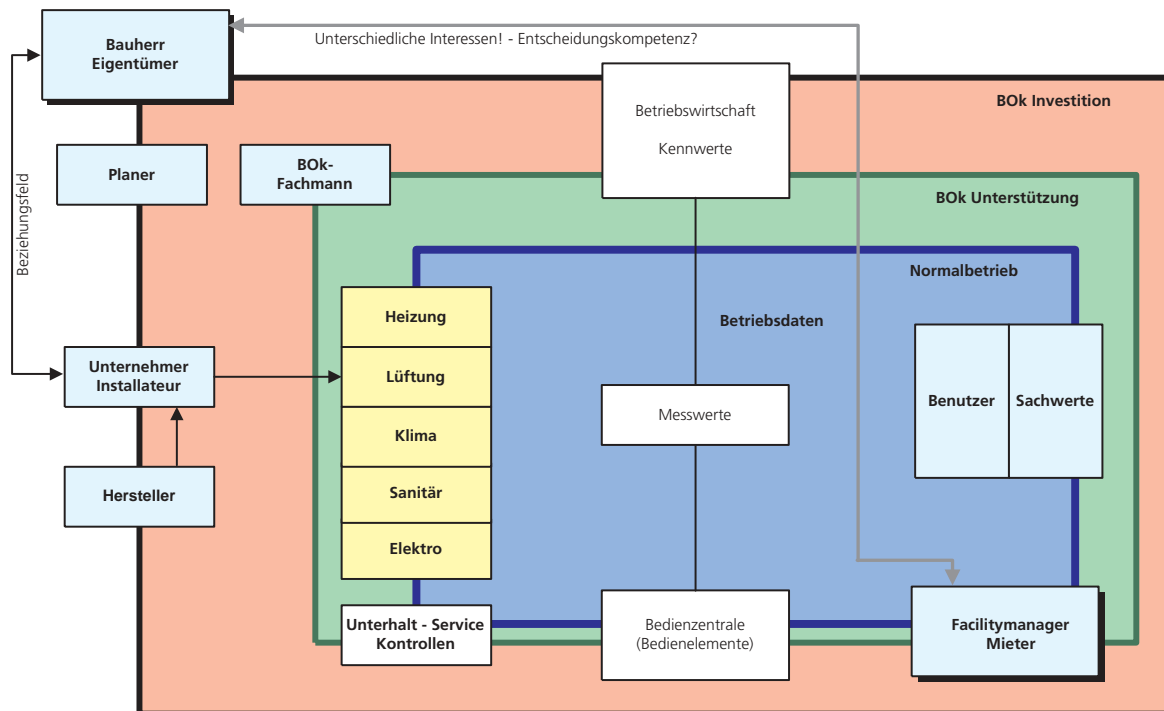 Bauherr
Eigentümer
Unterschiedliche Interessen! - Entscheidungskompetenz?
BOk Investition
Betriebswirtschaft
Kennwerte
Planer
BOk-
Fachmann
BOk Unterstützung
Beziehungsfeld
Normalbetrieb
Heizung
Betriebsdaten
Unternehmer
Installateur
Lüftung
Benutzer
Sachwerte
Messwerte
Klima
Hersteller
Sanitär
Elektro
Unterhalt - Service
Kontrollen
Bedienzentrale
(Bedienelemente)
Facilitymanager
Mieter